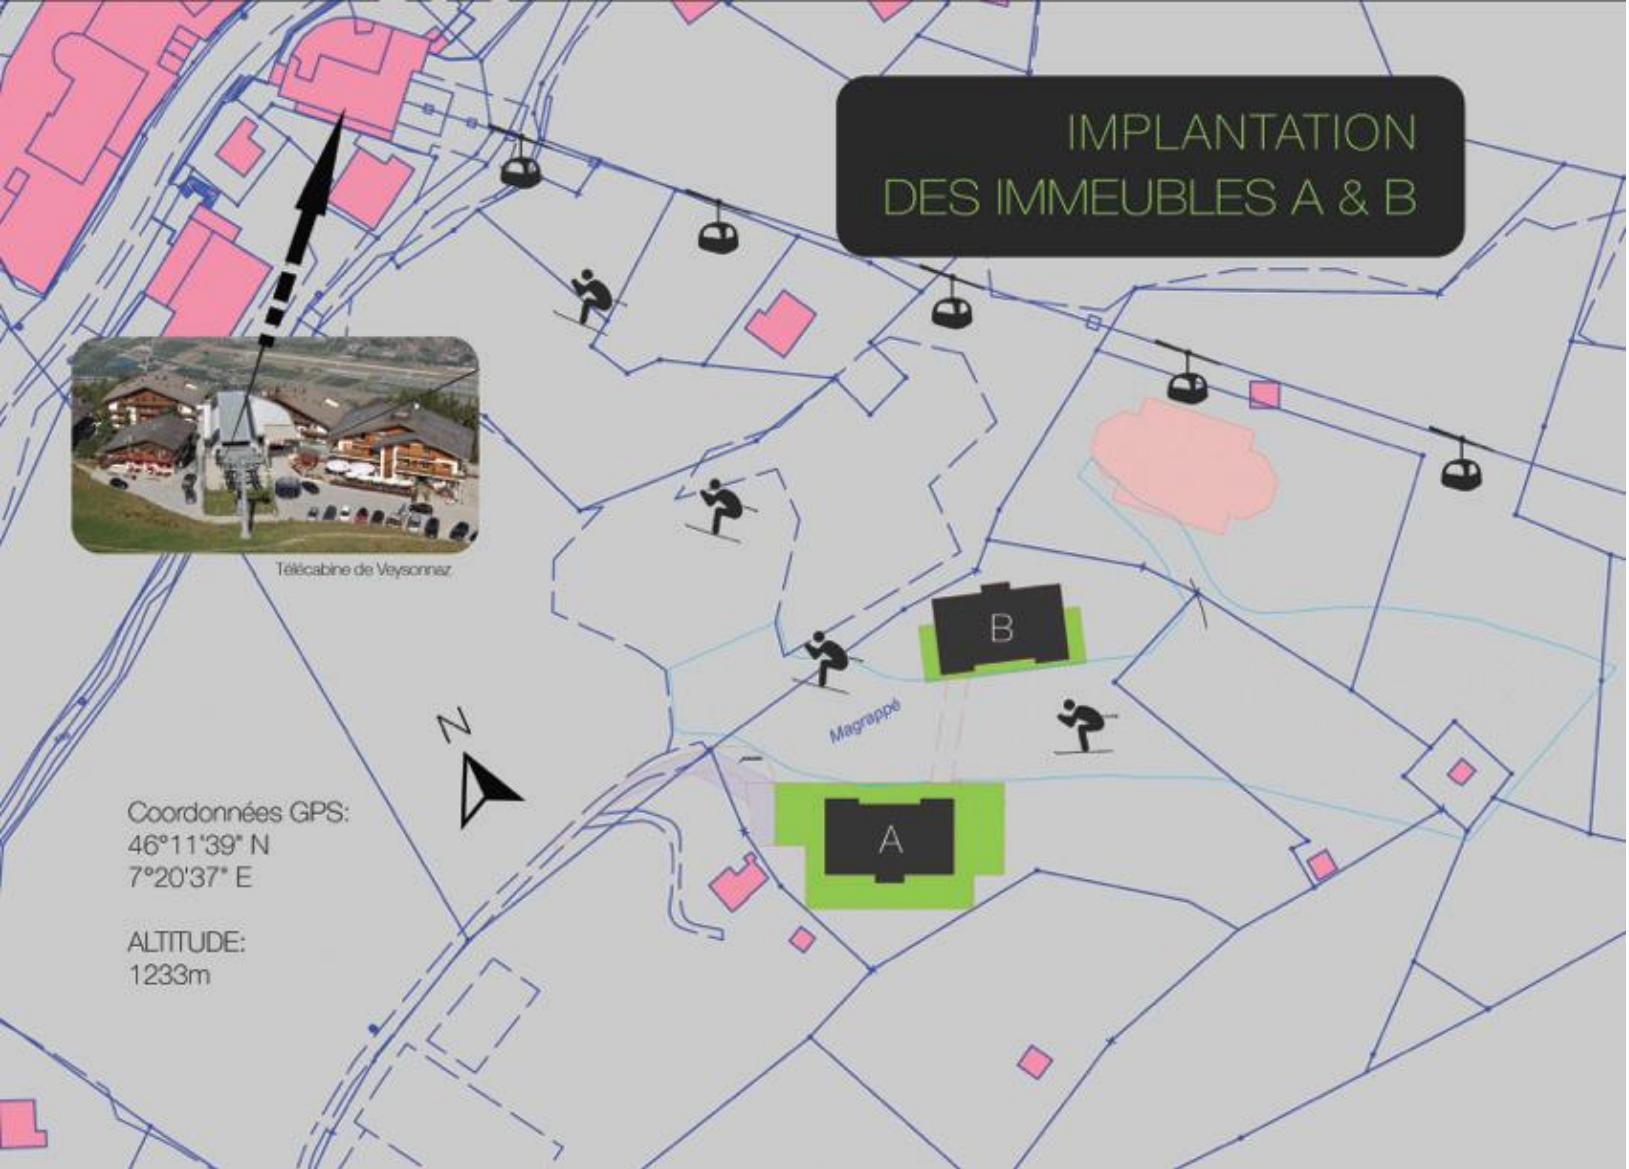 IMPLANTATION
DES IMMEUBLES A & B
Télécabine de Veysonnaz
B
Magrappé
N
A
Coordonnées GPS:
46°11'39" N
7°20'37" E
ALTITUDE:
1233m